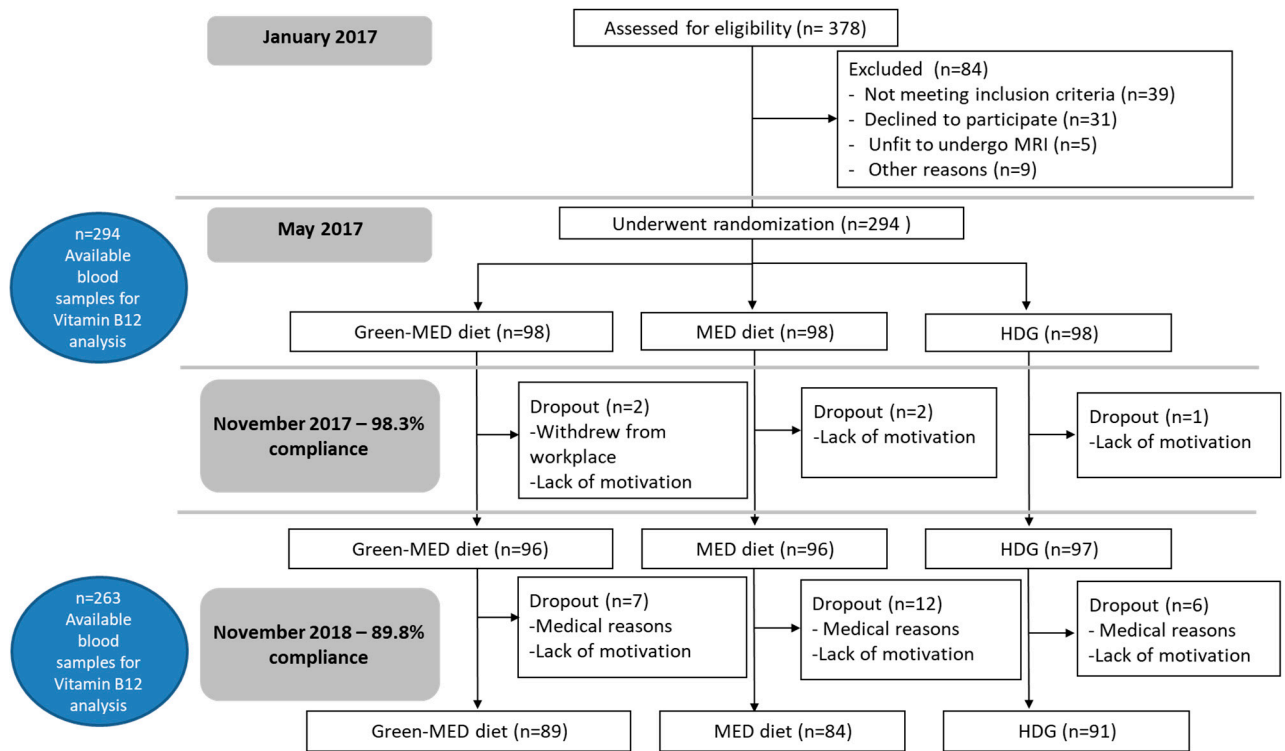 January 2017
Assessed for eligibility (n= 378)
Excluded  (n=84)
-  Not meeting inclusion criteria (n=39)
-  Declined to participate (n=31)
-   Unfit to undergo MRI (n=5)
-   Other reasons (n=9)
n=294
Available
blood
samples for
Vitamin B12
analysis
May 2017
Underwent randomization (n=294 )
Green-MED diet (n=98)
MED diet (n=98)
HDG (n=98)
November 2017 – 98.3%
compliance
Dropout (n=2)
-Withdrew from
workplace
-Lack of motivation
Dropout (n=2)
-Lack of motivation
Dropout (n=1)
-Lack of motivation
Green-MED diet (n=96)
MED diet (n=96)
HDG (n=97)
n=263
Available
blood
samples for
Vitamin B12
analysis
November 2018 – 89.8%
compliance
Dropout (n=7)
-Medical reasons
-Lack of motivation
Dropout (n=12)
- Medical reasons
-Lack of motivation
Dropout (n=6)
- Medical reasons
-Lack of motivation
Green-MED diet (n=89)
MED diet (n=84)
HDG (n=91)